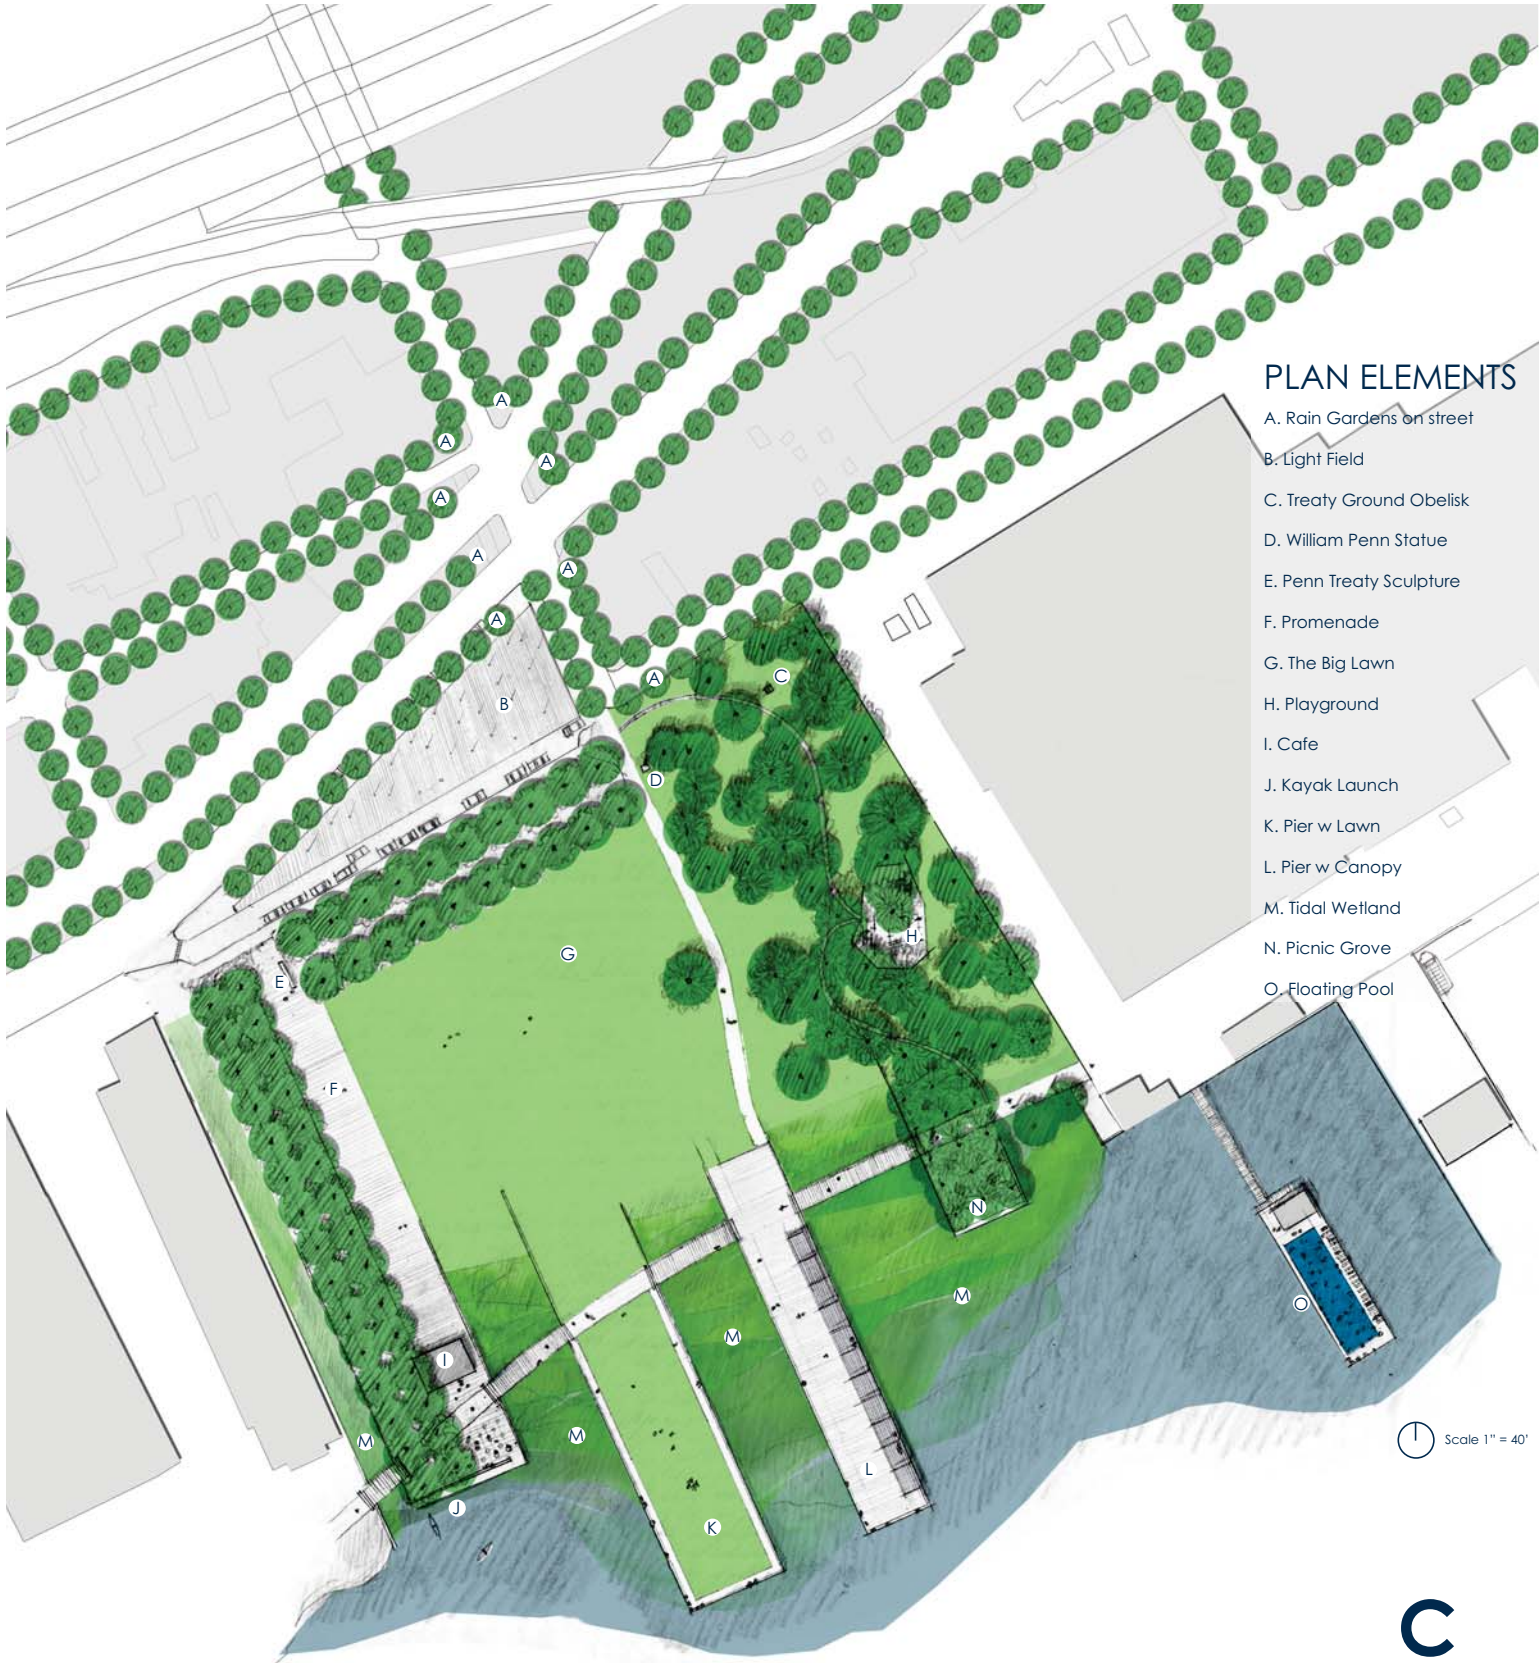 A
A
A
A
A
A
A
B
A
C
D
G
H
E
F
N
M
O
M
I
M
M
L
J
K
PLAN ELEMENTS
A. Rain Gardens on street
B. Light Field
C. Treaty Ground Obelisk
D. William Penn Statue
E. Penn Treaty Sculpture
F. Promenade
G. The Big Lawn
H. Playground
I. Cafe
J. Kayak Launch
K. Pier w Lawn
L. Pier w Canopy
M. Tidal Wetland
N. Picnic Grove
O. Floating Pool
Scale 1" = 40'
C